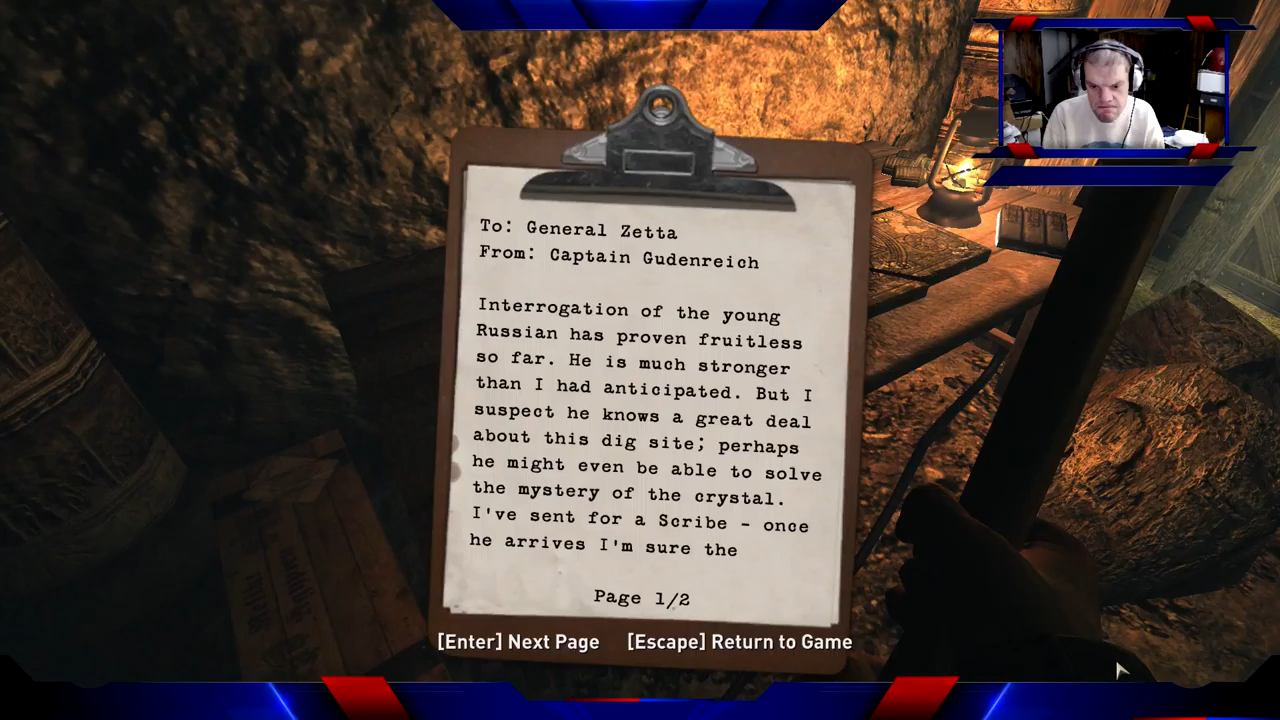 To: General Zetta
From: Captain Gudenreich
Interrogation of the young
Russian has proven fruitless
so far. He is much stronger
than I had anticipated. But I
suspect he knows a great deal
about this dig site; perhaps
he might even be able to solve
the mystery of the crystal.
I've sent for a Scribe - once
he arrives I'm sure the
Page 1/2
[Enter] Next Page [Escape] Return to Game